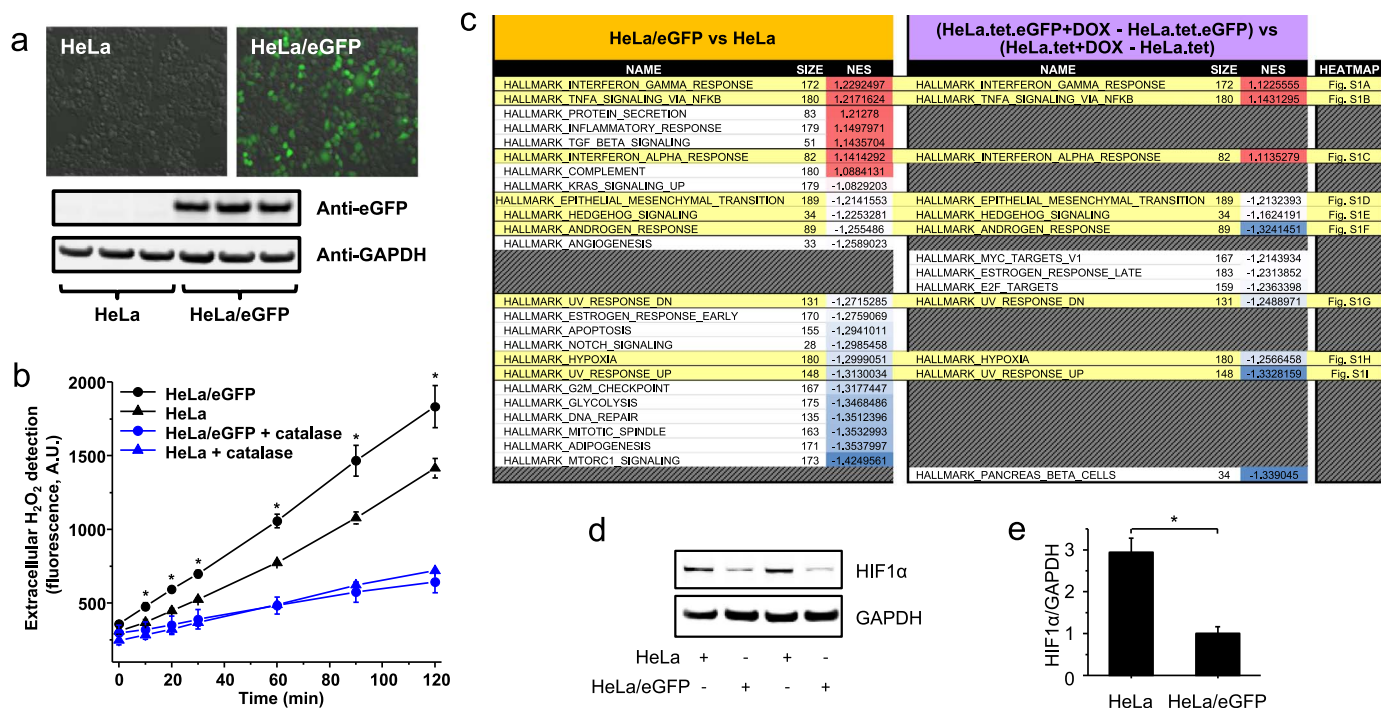 a
HeLa
HeLa/eGFP
Anti-eGFP
Anti-GAPDH
HeLa
HeLa/eGFP
b
Extracellular H₂O₂ detection
(fluorescence, A.U.)
2000
1500
1000
500
HeLa/eGFP
HeLa
HeLa/eGFP + catalase
HeLa + catalase
* * * * * * *
0 20 40 60 80 100 120
Time (min)
c
HeLa/eGFP vs HeLa
(HeLa.tet.eGFP+DOX - HeLa.tet.eGFP) vs
(HeLa.tet+DOX - HeLa.tet)
NAME SIZE NES NAME SIZE NES HEATMAP
HALLMARK_INTERFERON_GAMMA_RESPONSE 172 1.2292497 HALLMARK_INTERFERON_GAMMA_RESPONSE 172 1.1225555 Fig. S1A
HALLMARK_TNFA_SIGNALING_VIA_NFKB 180 1.2171624 HALLMARK_TNFA_SIGNALING_VIA_NFKB 180 1.1431295 Fig. S1B
HALLMARK_PROTEIN_SECRETION 83 1.21278
HALLMARK_INFLAMMATORY_RESPONSE 179 1.1497971
HALLMARK_TGF_BETA_SIGNALING 51 1.1435704
HALLMARK_INTERFERON_ALPHA_RESPONSE 82 1.1414292 HALLMARK_INTERFERON_ALPHA_RESPONSE 82 1.1135279 Fig. S1C
HALLMARK_COMPLEMENT 180 1.0884131
HALLMARK_KRAS_SIGNALING_UP 179 -1.0829203
HALLMARK_EPITHELIAL_MESENCHYMAL_TRANSITION 189 -1.2141553 HALLMARK_EPITHELIAL_MESENCHYMAL_TRANSITION 189 -1.2132393 Fig. S1D
HALLMARK_HEDGEHOG_SIGNALING 34 -1.2253281 HALLMARK_HEDGEHOG_SIGNALING 34 -1.1624191 Fig. S1E
HALLMARK_ANDROGEN_RESPONSE 89 -1.255486 HALLMARK_ANDROGEN_RESPONSE 89 -1.3241451 Fig. S1F
HALLMARK_ANGIOGENESIS 33 -1.2589023
HALLMARK_MYC_TARGETS_V1 167 -1.2143934
HALLMARK_ESTROGEN_RESPONSE_LATE 183 -1.2313852
HALLMARK_E2F_TARGETS 159 -1.2363398
HALLMARK_UV_RESPONSE_DN 131 -1.2715285 HALLMARK_UV_RESPONSE_DN 131 -1.2488971 Fig. S1G
HALLMARK_ESTROGEN_RESPONSE_EARLY 170 -1.2759069
HALLMARK_APOPTOSIS 155 -1.2941011
HALLMARK_NOTCH_SIGNALING 28 -1.2985458
HALLMARK_HYPOXIA 180 -1.2999051 HALLMARK_HYPOXIA 180 -1.2566458 Fig. S1H
HALLMARK_UV_RESPONSE_UP 148 -1.3130034 HALLMARK_UV_RESPONSE_UP 148 -1.3328159 Fig. S1I
HALLMARK_G2M_CHECKPOINT 167 -1.3177447
HALLMARK_GLYCOLYSIS 175 -1.3468486
HALLMARK_DNA_REPAIR 135 -1.3512396
HALLMARK_MITOTIC_SPINDLE 163 -1.3532993
HALLMARK_ADIPOGENESIS 171 -1.3537997
HALLMARK_MTORC1_SIGNALING 173 -1.4249561
HALLMARK_PANCREAS_BETA_CELLS 34 -1.339045
d
HIF1α
GAPDH
HeLa + - + -
HeLa/eGFP - + - +
e
*
HIF1α/GAPDH
3
2
1
0
HeLa HeLa/eGFP